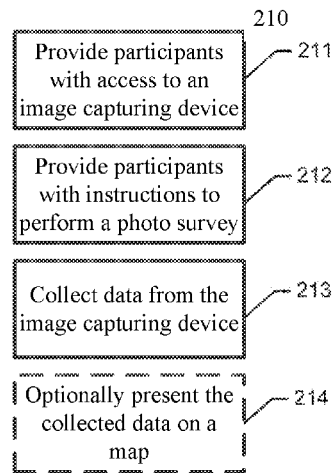 210
Provide participants
with access to an
image capturing device
211
Provide participants
with instructions to
perform a photo survey
212
Collect data from the
image capturing device
213
Optionally present the
collected data on a
map
214